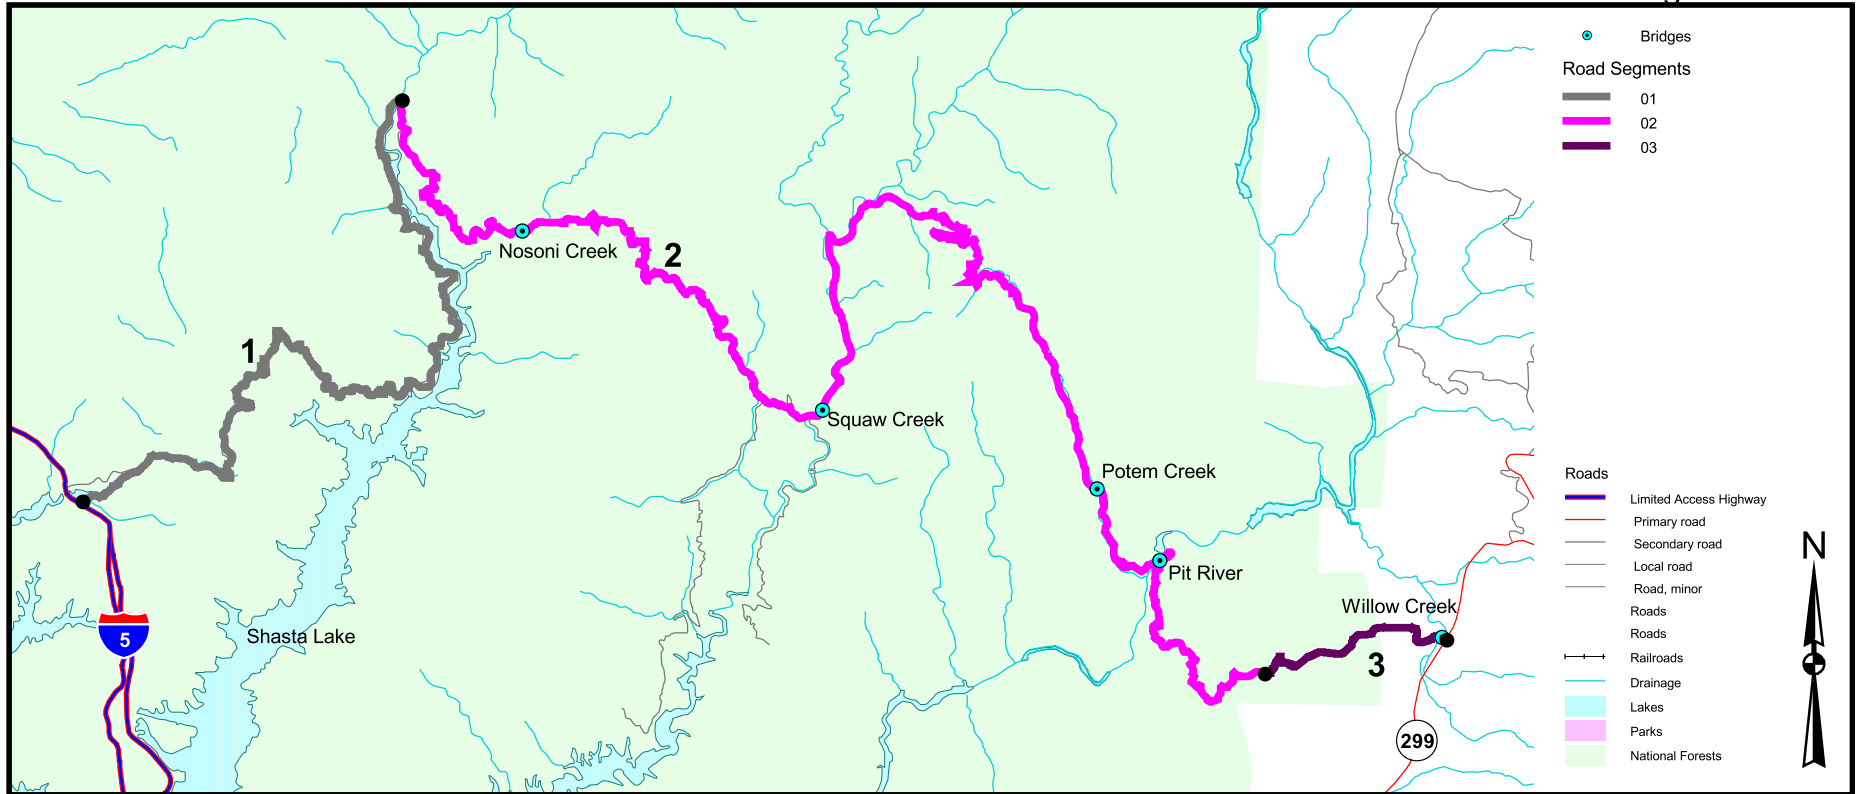 Bridges
Road Segments
01
02
03
Nosoni Creek
2
1
Squaw Creek
Potem Creek
Pit River
Willow Creek
Shasta Lake
5
3
299
Roads
Limited Access Highway
Primary road
Secondary road
Local road
Road, minor
Roads
Roads
Railroads
Drainage
Lakes
Parks
National Forests
N